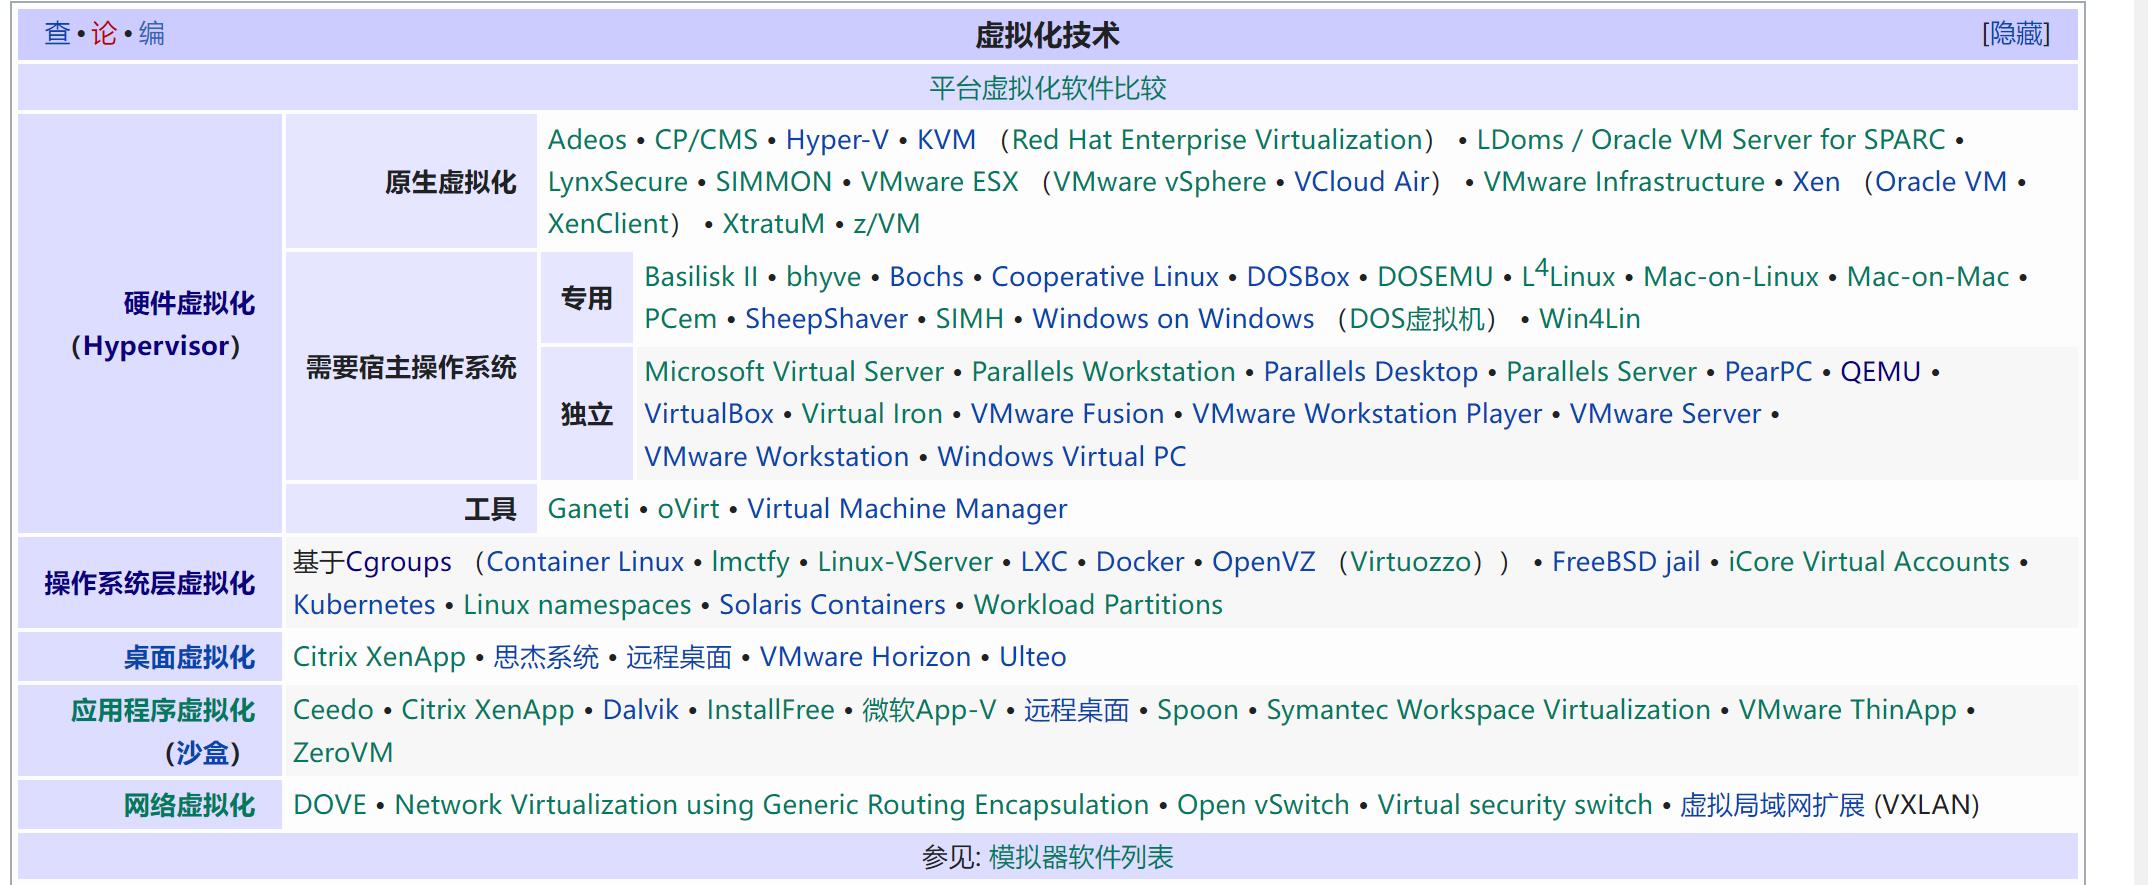 查 • 论 • 编
虚拟化技术
[隐藏]
平台虚拟化软件比较
硬件虚拟化
（Hypervisor）
原生虚拟化
Adeos • CP/CMS • Hyper-V • KVM （Red Hat Enterprise Virtualization） • LDoms / Oracle VM Server for SPARC •
LynxSecure • SIMMON • VMware ESX （VMware vSphere • VCloud Air） • VMware Infrastructure • Xen （Oracle VM •
XenClient） • XtratuM • z/VM
需要宿主操作系统
专用
Basilisk II • bhyve • Bochs • Cooperative Linux • DOSBox • DOSEMU • L⁴Linux • Mac-on-Linux • Mac-on-Mac •
PCem • SheepShaver • SIMH • Windows on Windows （DOS虚拟机） • Win4Lin
独立
Microsoft Virtual Server • Parallels Workstation • Parallels Desktop • Parallels Server • PearPC • QEMU •
VirtualBox • Virtual Iron • VMware Fusion • VMware Workstation Player • VMware Server •
VMware Workstation • Windows Virtual PC
工具
Ganeti • oVirt • Virtual Machine Manager
操作系统层虚拟化
基于Cgroups （Container Linux • lmctfy • Linux-VServer • LXC • Docker • OpenVZ （Virtuozzo）） • FreeBSD jail • iCore Virtual Accounts •
Kubernetes • Linux namespaces • Solaris Containers • Workload Partitions
桌面虚拟化
Citrix XenApp • 思杰系统 • 远程桌面 • VMware Horizon • Ulteo
应用程序虚拟化
（沙盒）
Ceedo • Citrix XenApp • Dalvik • InstallFree • 微软App-V • 远程桌面 • Spoon • Symantec Workspace Virtualization • VMware ThinApp •
ZeroVM
网络虚拟化
DOVE • Network Virtualization using Generic Routing Encapsulation • Open vSwitch • Virtual security switch • 虚拟局域网扩展 (VXLAN)
参见: 模拟器软件列表